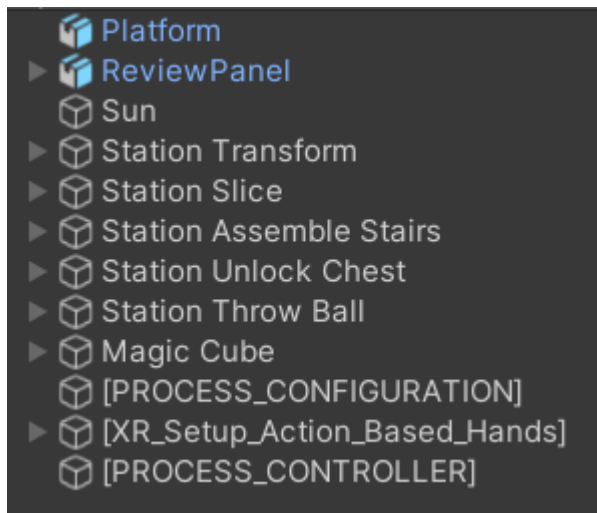 Platform
ReviewPanel
Sun
Station Transform
Station Slice
Station Assemble Stairs
Station Unlock Chest
Station Throw Ball
Magic Cube
[PROCESS_CONFIGURATION]
[XR_Setup_Action_Based_Hands]
[PROCESS_CONTROLLER]